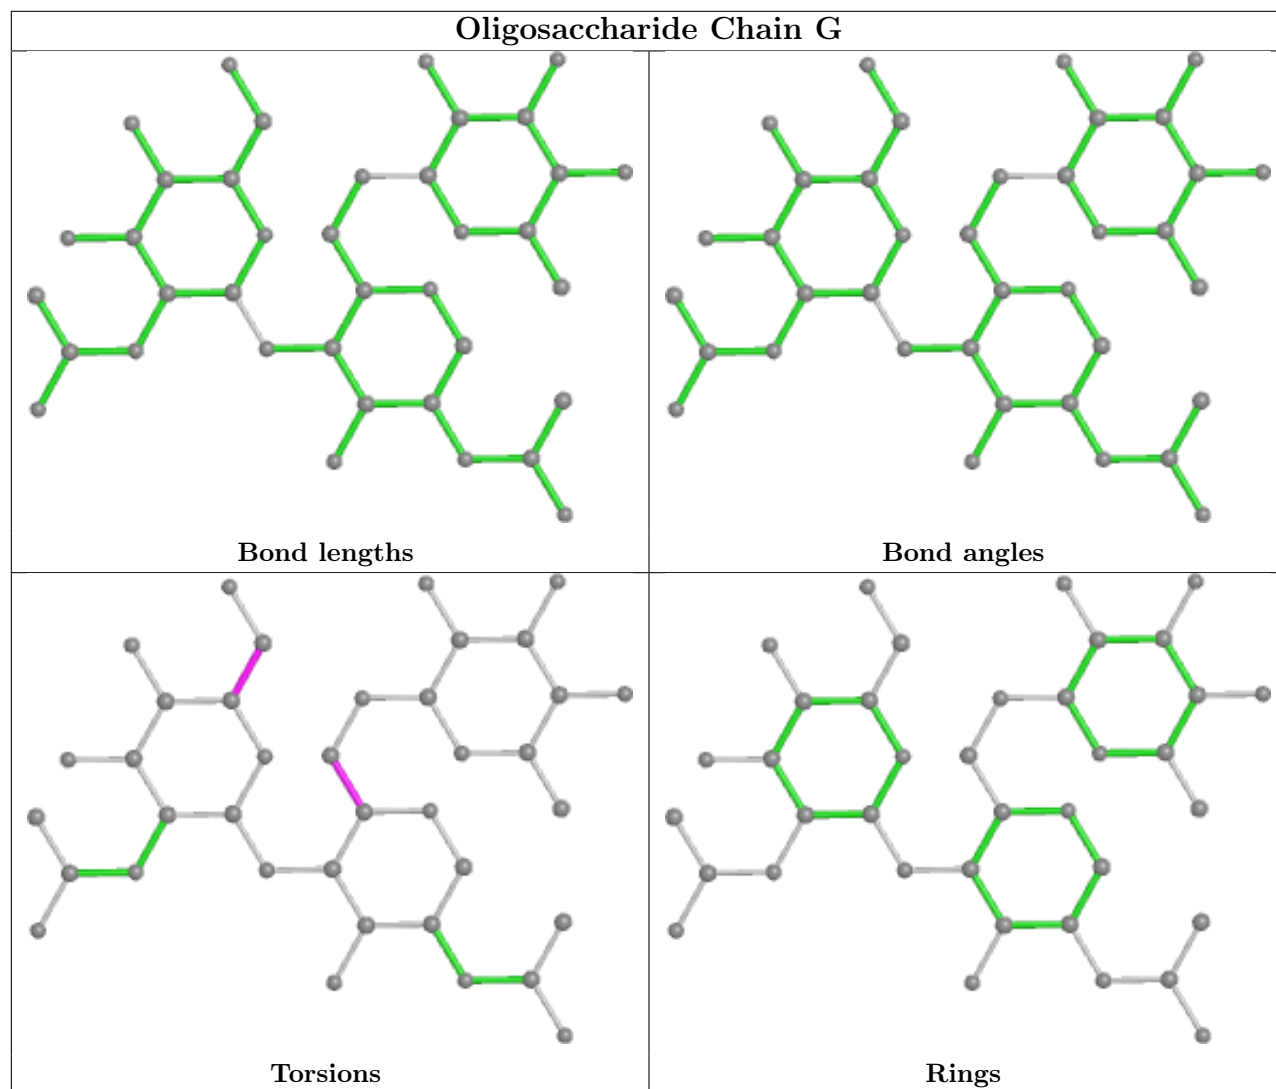 Oligosaccharide Chain G
Bond lengths
Bond angles
Torsions
Rings